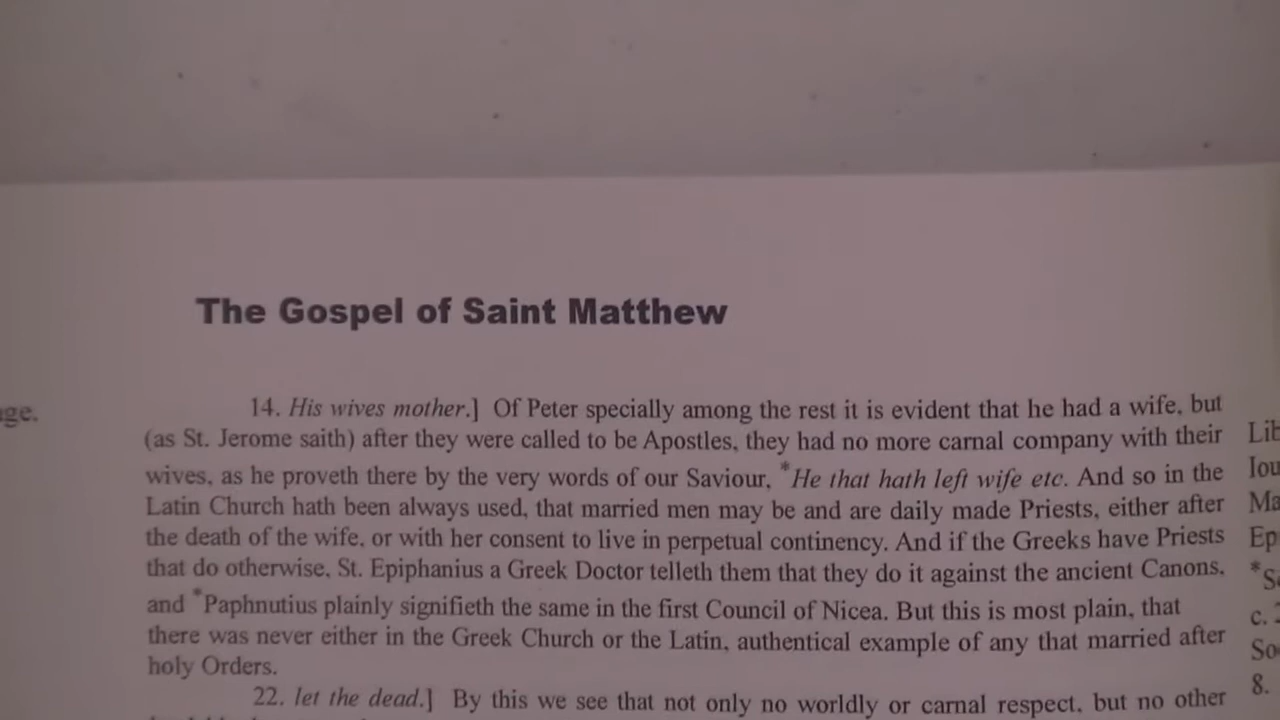 The Gospel of Saint Matthew
14. His wives mother.] Of Peter specially among the rest it is evident that he had a wife, but
(as St. Jerome saith) after they were called to be Apostles, they had no more carnal company with their
wives, as he proveth there by the very words of our Saviour, *He that hath left wife etc. And so in the
Latin Church hath been always used, that married men may be and are daily made Priests, either after
the death of the wife, or with her consent to live in perpetual continency. And if the Greeks have Priests
that do otherwise, St. Epiphanius a Greek Doctor telleth them that they do it against the ancient Canons,
and *Paphnutius plainly signifieth the same in the first Council of Nicea. But this is most plain, that
there was never either in the Greek Church or the Latin, authentical example of any that married after
holy Orders.
22. let the dead.] By this we see that not only no worldly or carnal respect, but no other
c.
8.